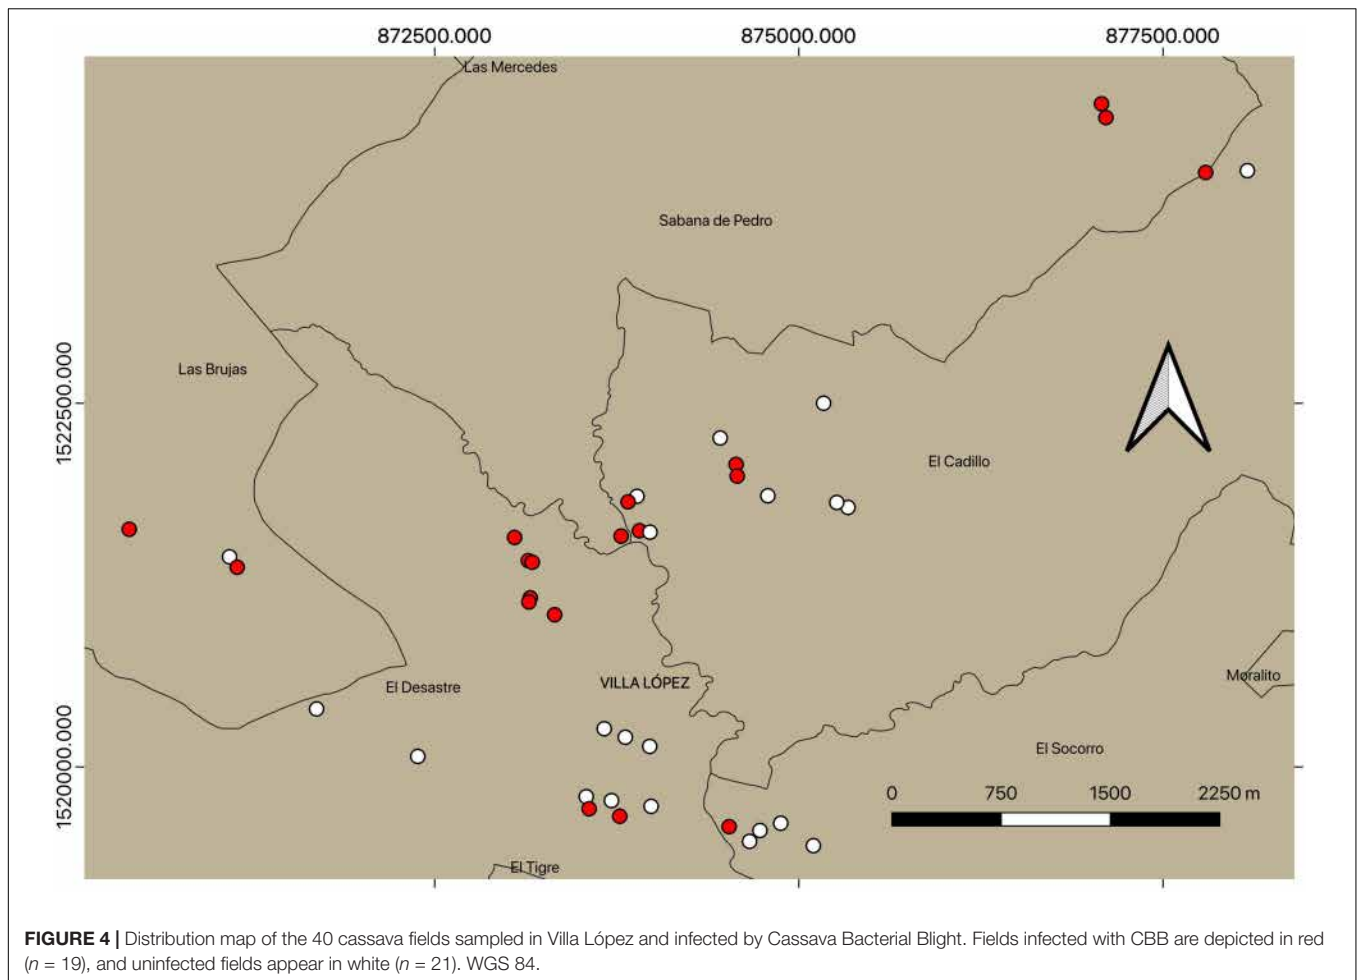 872500.000 875000.000 877500.000
Las Mercedes
Sabana de Pedro
1522500.000
Las Brujas
El Cadillo
El Desastre
VILLA LÓPEZ
Moralito
1520000.000
El Socorro
0 750 1500 2250 m
El Tigre
FIGURE 4 | Distribution map of the 40 cassava fields sampled in Villa López and infected by Cassava Bacterial Blight. Fields infected with CBB are depicted in red
(n = 19), and uninfected fields appear in white (n = 21). WGS 84.